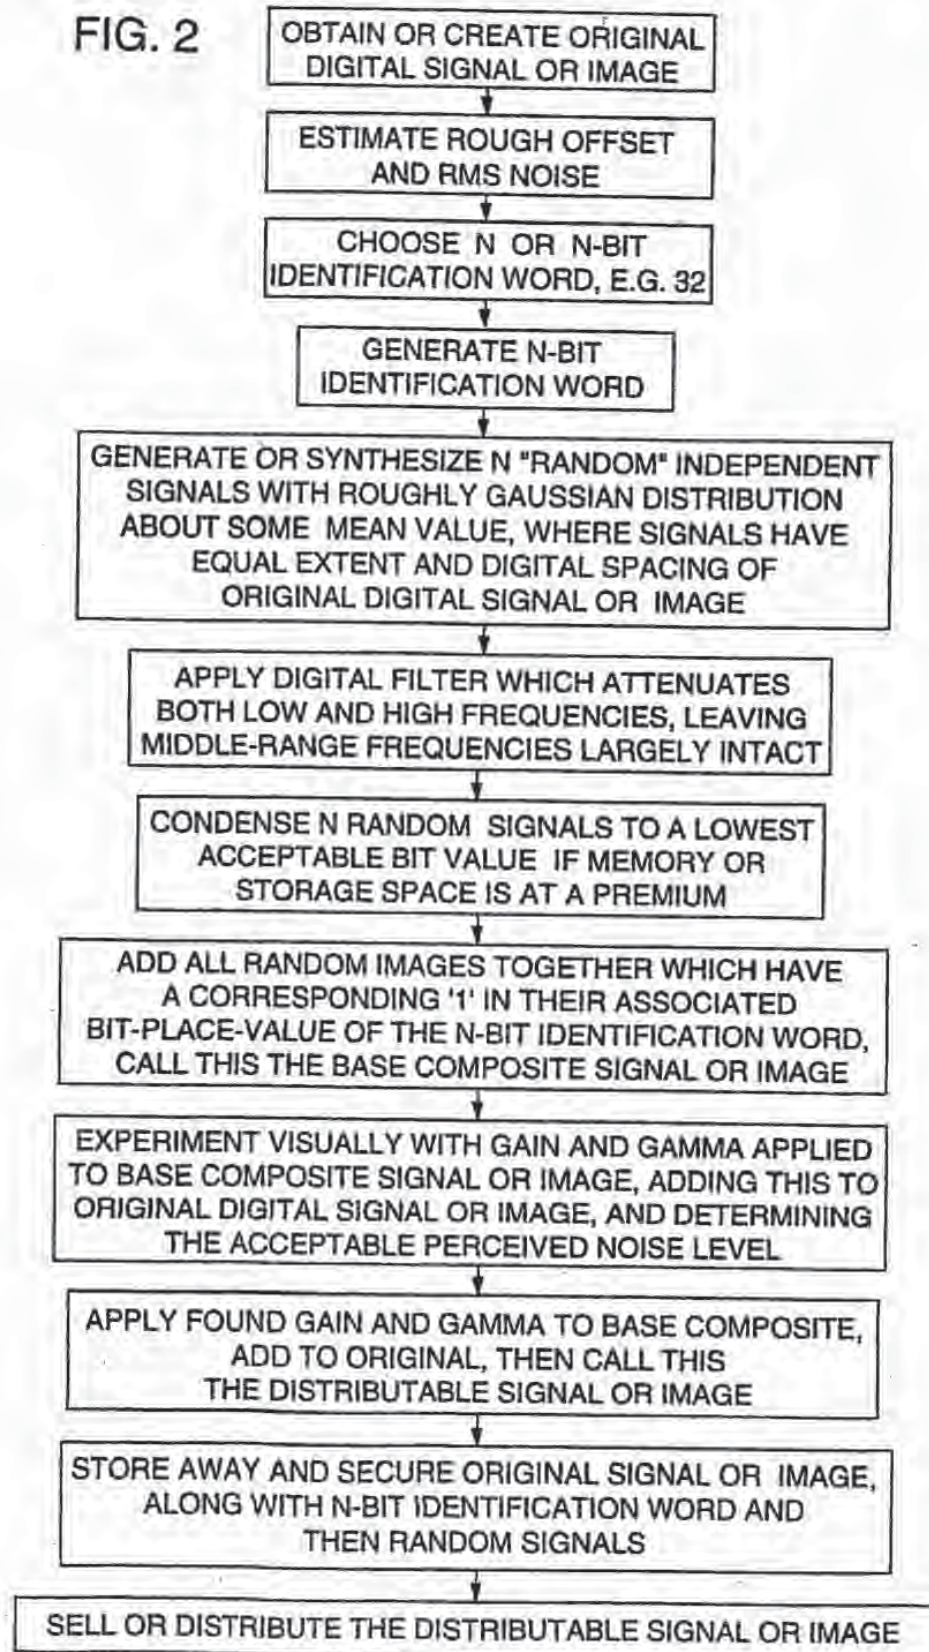 FIG. 2
OBTAIN OR CREATE ORIGINAL
DIGITAL SIGNAL OR IMAGE
ESTIMATE ROUGH OFFSET
AND RMS NOISE
CHOOSE N OR N-BIT
IDENTIFICATION WORD, E.G. 32
GENERATE N-BIT
IDENTIFICATION WORD
GENERATE OR SYNTHESIZE N "RANDOM" INDEPENDENT
SIGNALS WITH ROUGHLY GAUSSIAN DISTRIBUTION
ABOUT SOME MEAN VALUE, WHERE SIGNALS HAVE
EQUAL EXTENT AND DIGITAL SPACING OF
ORIGINAL DIGITAL SIGNAL OR IMAGE
APPLY DIGITAL FILTER WHICH ATTENUATES
BOTH LOW AND HIGH FREQUENCIES, LEAVING
MIDDLE-RANGE FREQUENCIES LARGELY INTACT
CONDENSE N RANDOM SIGNALS TO A LOWEST
ACCEPTABLE BIT VALUE IF MEMORY OR
STORAGE SPACE IS AT A PREMIUM
ADD ALL RANDOM IMAGES TOGETHER WHICH HAVE
A CORRESPONDING '1' IN THEIR ASSOCIATED
BIT-PLACE-VALUE OF THE N-BIT IDENTIFICATION WORD,
CALL THIS THE BASE COMPOSITE SIGNAL OR IMAGE
EXPERIMENT VISUALLY WITH GAIN AND GAMMA APPLIED
TO BASE COMPOSITE SIGNAL OR IMAGE, ADDING THIS TO
ORIGINAL DIGITAL SIGNAL OR IMAGE, AND DETERMINING
THE ACCEPTABLE PERCEIVED NOISE LEVEL
APPLY FOUND GAIN AND GAMMA TO BASE COMPOSITE,
ADD TO ORIGINAL, THEN CALL THIS
THE DISTRIBUTABLE SIGNAL OR IMAGE
STORE AWAY AND SECURE ORIGINAL SIGNAL OR IMAGE,
ALONG WITH N-BIT IDENTIFICATION WORD AND
THEN RANDOM SIGNALS
SELL OR DISTRIBUTE THE DISTRIBUTABLE SIGNAL OR IMAGE